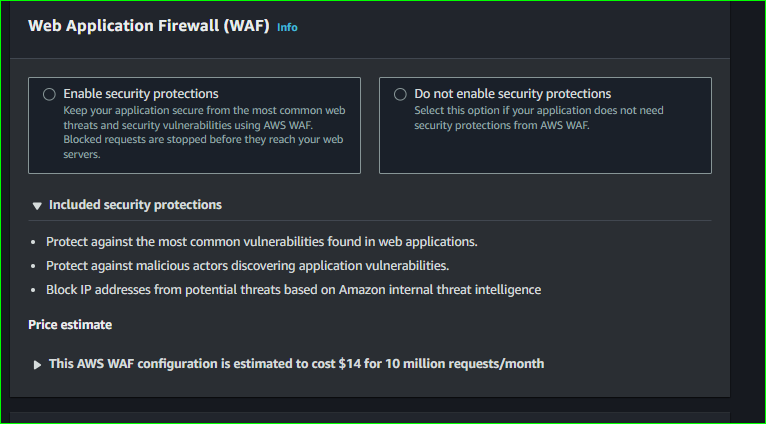 Web Application Firewall (WAF) Info
Enable security protections
Keep your application secure from the most common web
threats and security vulnerabilities using AWS WAF.
Blocked requests are stopped before they reach your web
servers.
Do not enable security protections
Select this option if your application does not need
security protections from AWS WAF.
Included security protections
Protect against the most common vulnerabilities found in web applications.
Protect against malicious actors discovering application vulnerabilities.
Block IP addresses from potential threats based on Amazon internal threat intelligence
Price estimate
This AWS WAF configuration is estimated to cost $14 for 10 million requests/month